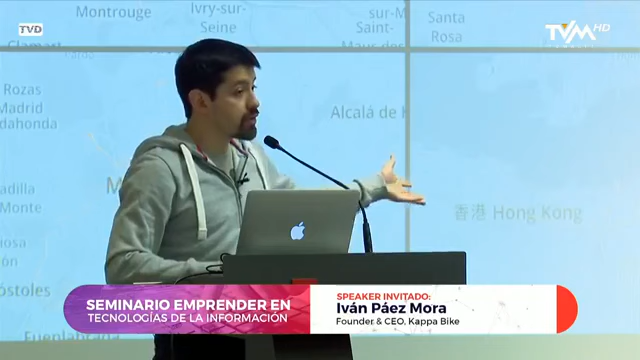 TVD
Montrouge
Ivry-sur-
Seine
Saint-
Santa
Rosa
TVM HD
Rozas
Madrid
Alcalá de
香港 Hong Kong
Monte
SEMINARIO EMPRENDER EN
TECNOLOGÍAS DE LA INFORMACIÓN
SPEAKER INVITADO:
Iván Páez Mora
Founder & CEO, Kappa Bike